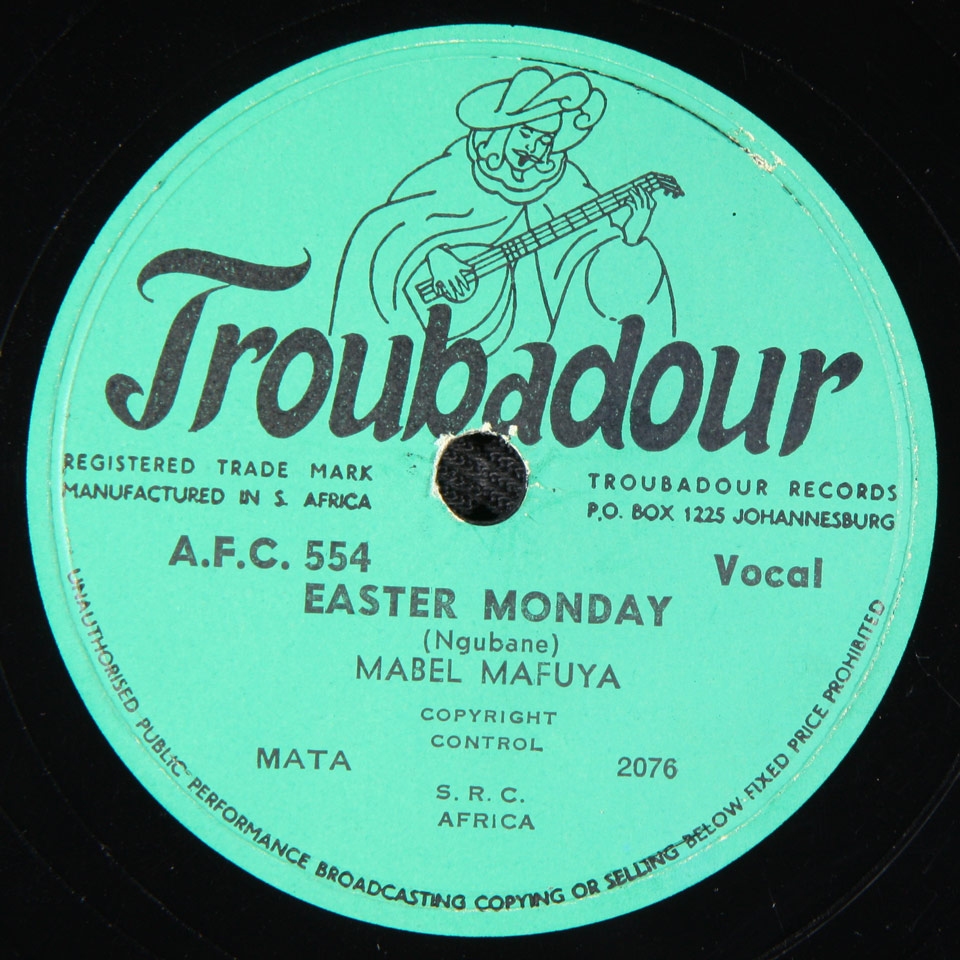 Troubadour
REGISTERED TRADE MARK
MANUFACTURED IN S. AFRICA
TROUBADOUR RECORDS
P.O. BOX 1225 JOHANNESBURG
A.F.C. 554
Vocal
EASTER MONDAY
(Ngubane)
MABEL MAFUYA
COPYRIGHT
CONTROL
MATA
2076
S. R. C.
AFRICA
UNAUTHORISED PUBLIC PERFORMANCE BROADCASTING COPYING OR SELLING BELOW FIXED PRICE PROHIBITED